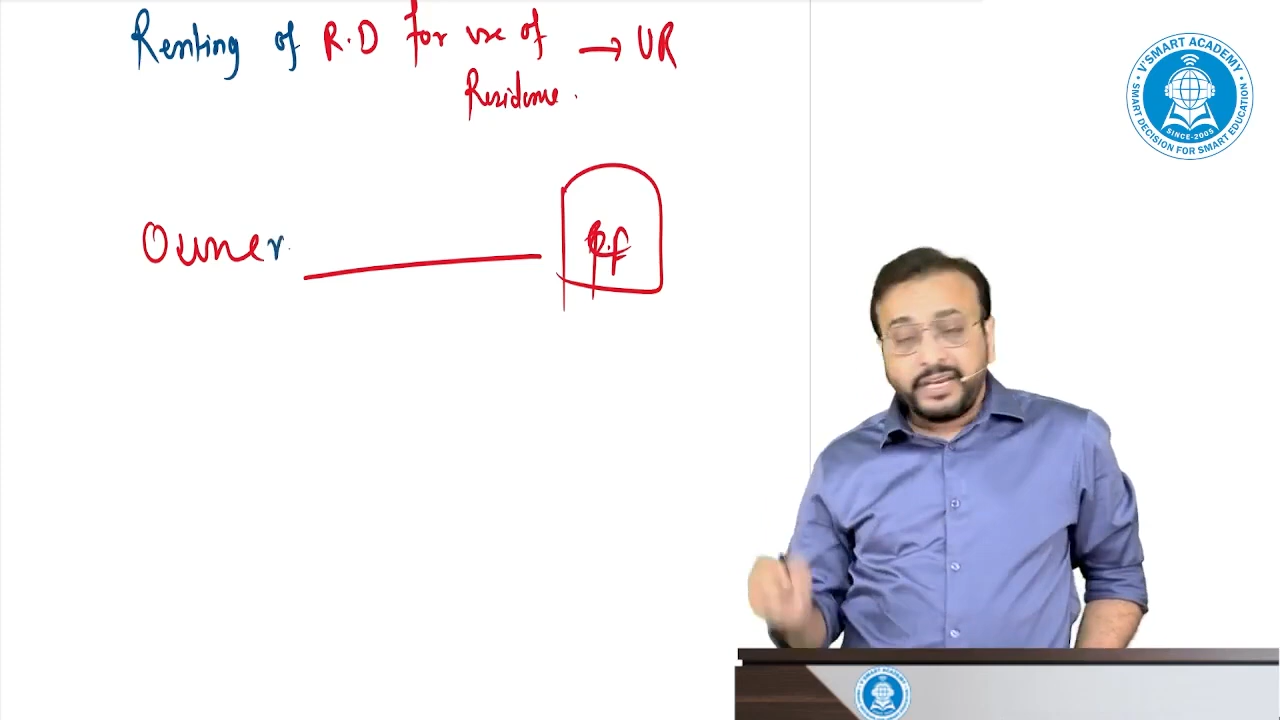 Renting of R.D for use of → UR
Residence.
Owner
R.f
V'SMART ACADEMY
SMART DECISION FOR SMART EDUCATION
SINCE-2005